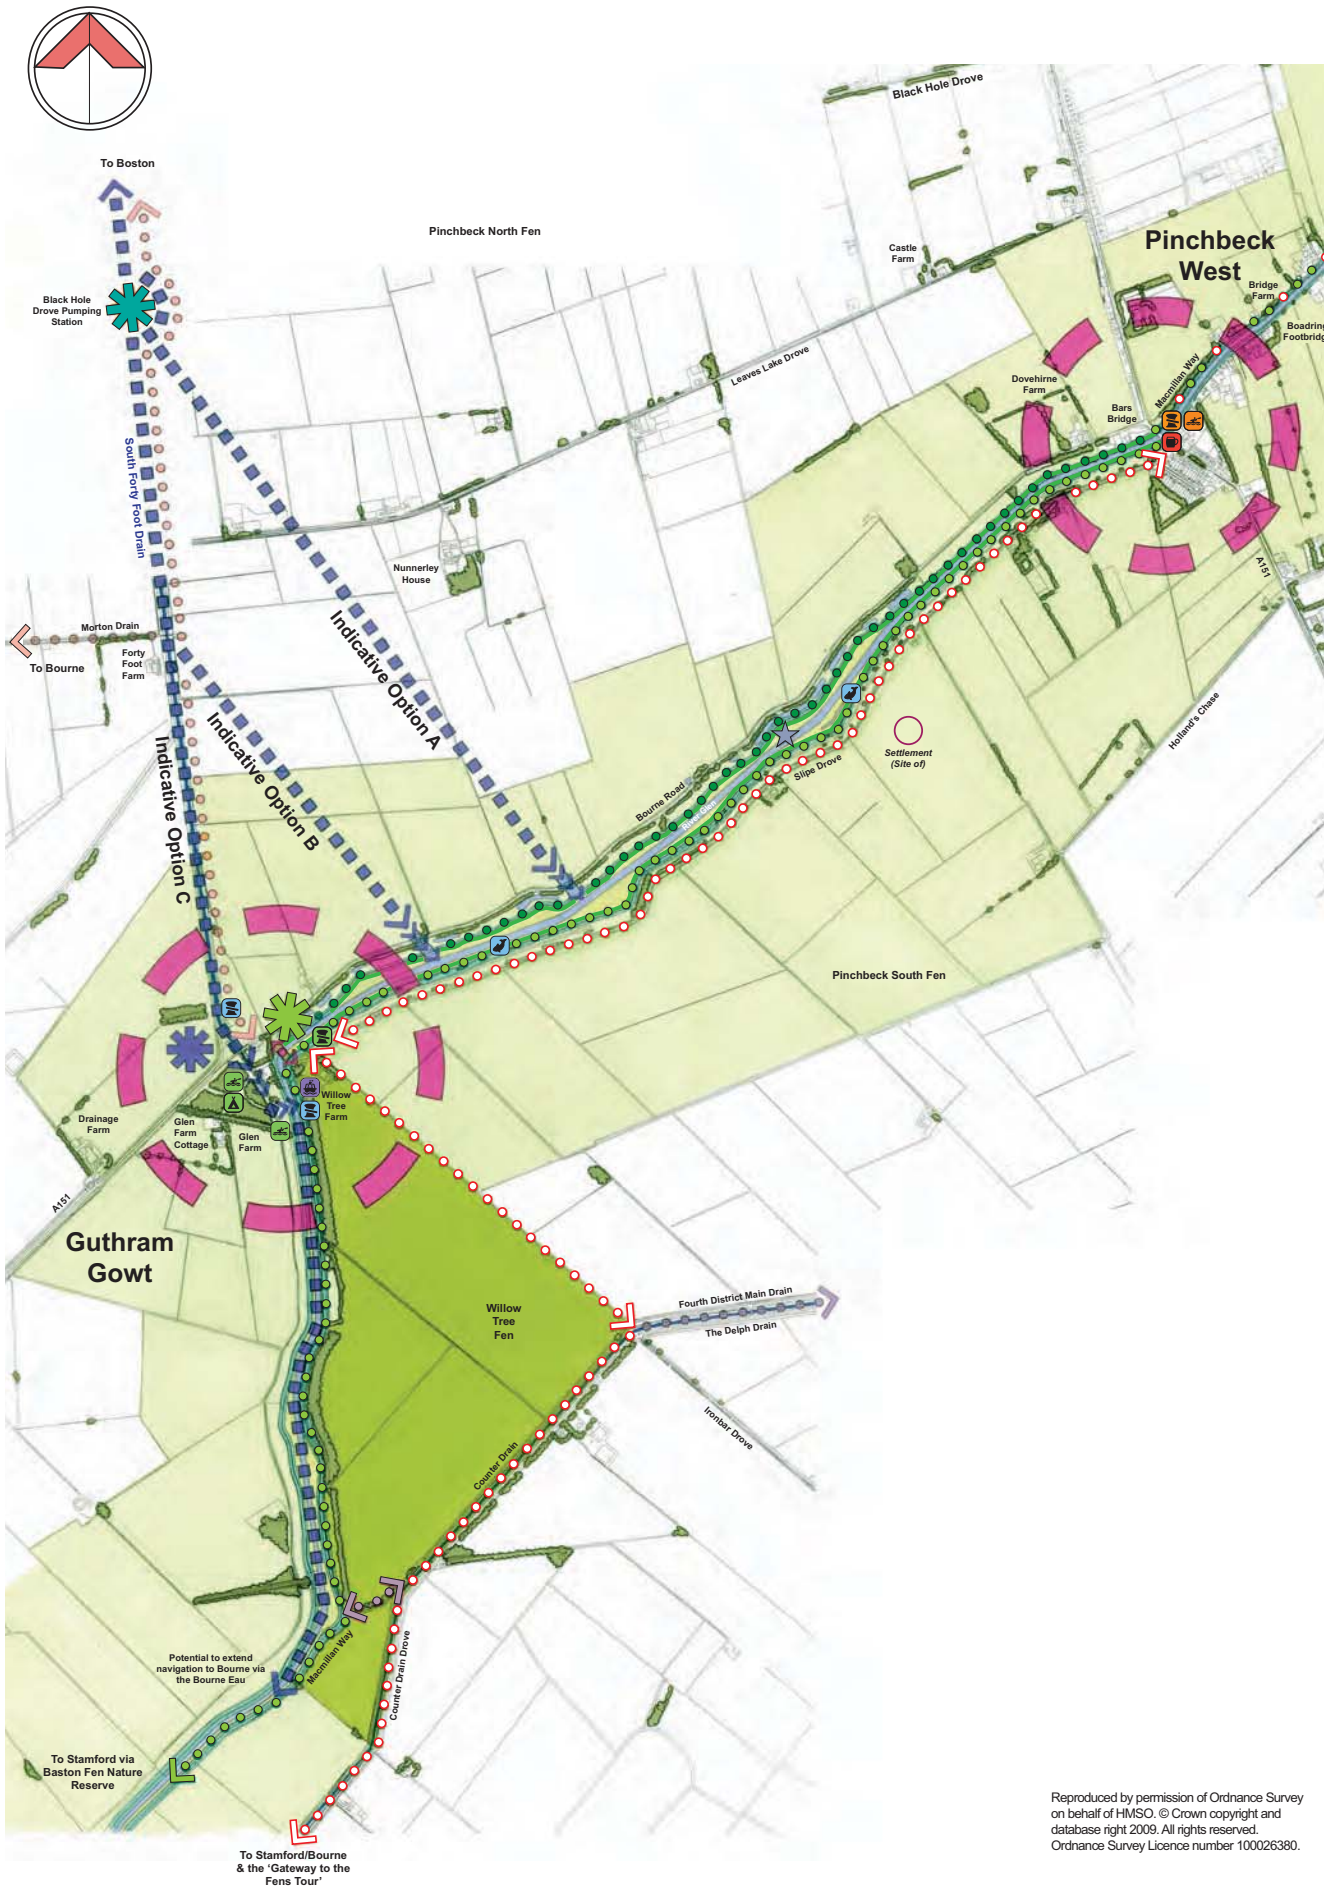 Black Hole Drove
To Boston
Pinchbeck North Fen
Castle
Farm
Pinchbeck
West
Bridge
Farm
Black Hole
Drove Pumping
Station
Boadring
Footbridg
Leaves Lake Drove
Macmillan Way
Dovehirne
Farm
Bars
Bridge
South Forty Foot Drain
A151
Nunnerley
House
Morton Drain
To Bourne
Forty
Foot
Farm
Indicative Option A
Indicative Option B
Indicative Option C
Holland's Chase
Settlement
(Site of)
Slipe Drove
Bourne Road
River Glen
Pinchbeck South Fen
Willow
Tree
Farm
Drainage
Farm
Glen
Farm
Cottage
Glen
Farm
A151
Guthram
Gowt
Willow
Tree
Fen
Fourth District Main Drain
The Delph Drain
Ironbar Drove
Counter Drain
Potential to extend
navigation to Bourne via
the Bourne Eau
Macmillan Way
Counter Drain Drove
To Stamford via
Baston Fen Nature
Reserve
To Stamford/Bourne
& the 'Gateway to the
Fens Tour'
Reproduced by permission of Ordnance Survey
on behalf of HMSO. © Crown copyright and
database right 2009. All rights reserved.
Ordnance Survey Licence number 100026380.